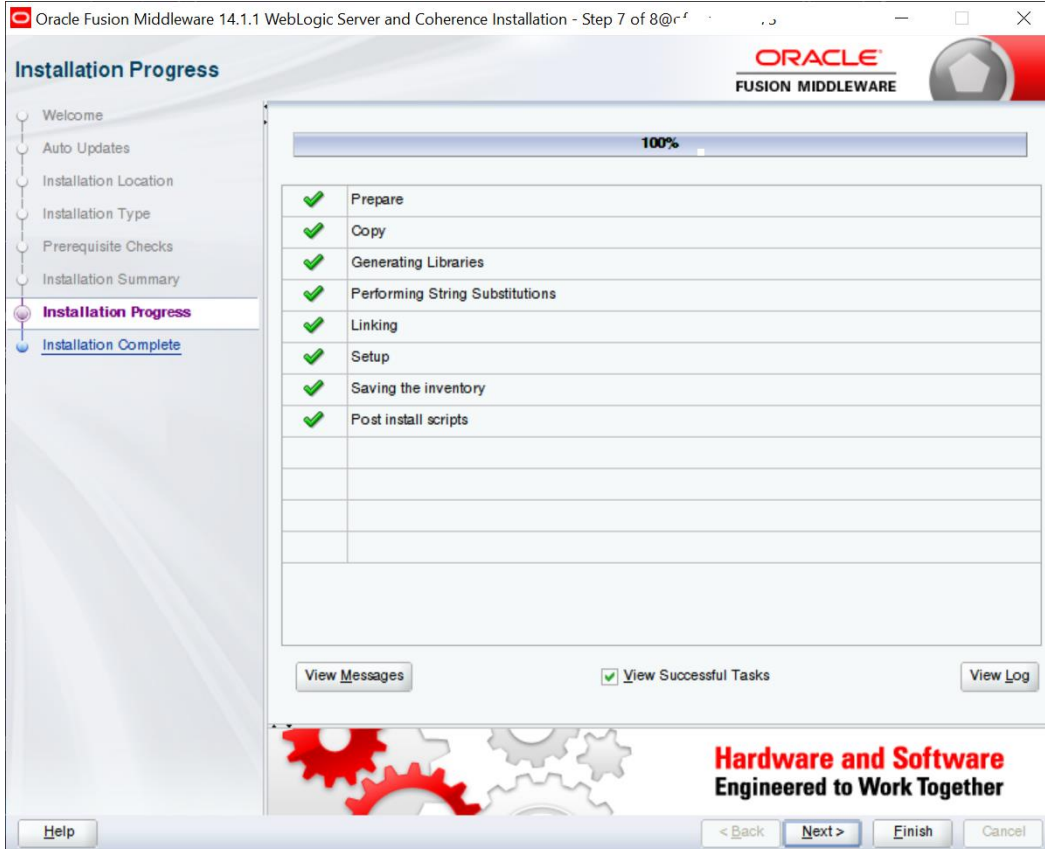 Oracle Fusion Middleware 14.1.1 WebLogic Server and Coherence Installation - Step 7 of 8
Installation Progress
ORACLE
FUSION MIDDLEWARE
Welcome
Auto Updates
Installation Location
Installation Type
Prerequisite Checks
Installation Summary
Installation Progress
Installation Complete
100%
Prepare
Copy
Generating Libraries
Performing String Substitutions
Linking
Setup
Saving the inventory
Post install scripts
View Messages
View Successful Tasks
View Log
Hardware and Software
Engineered to Work Together
Help
< Back
Next >
Finish
Cancel